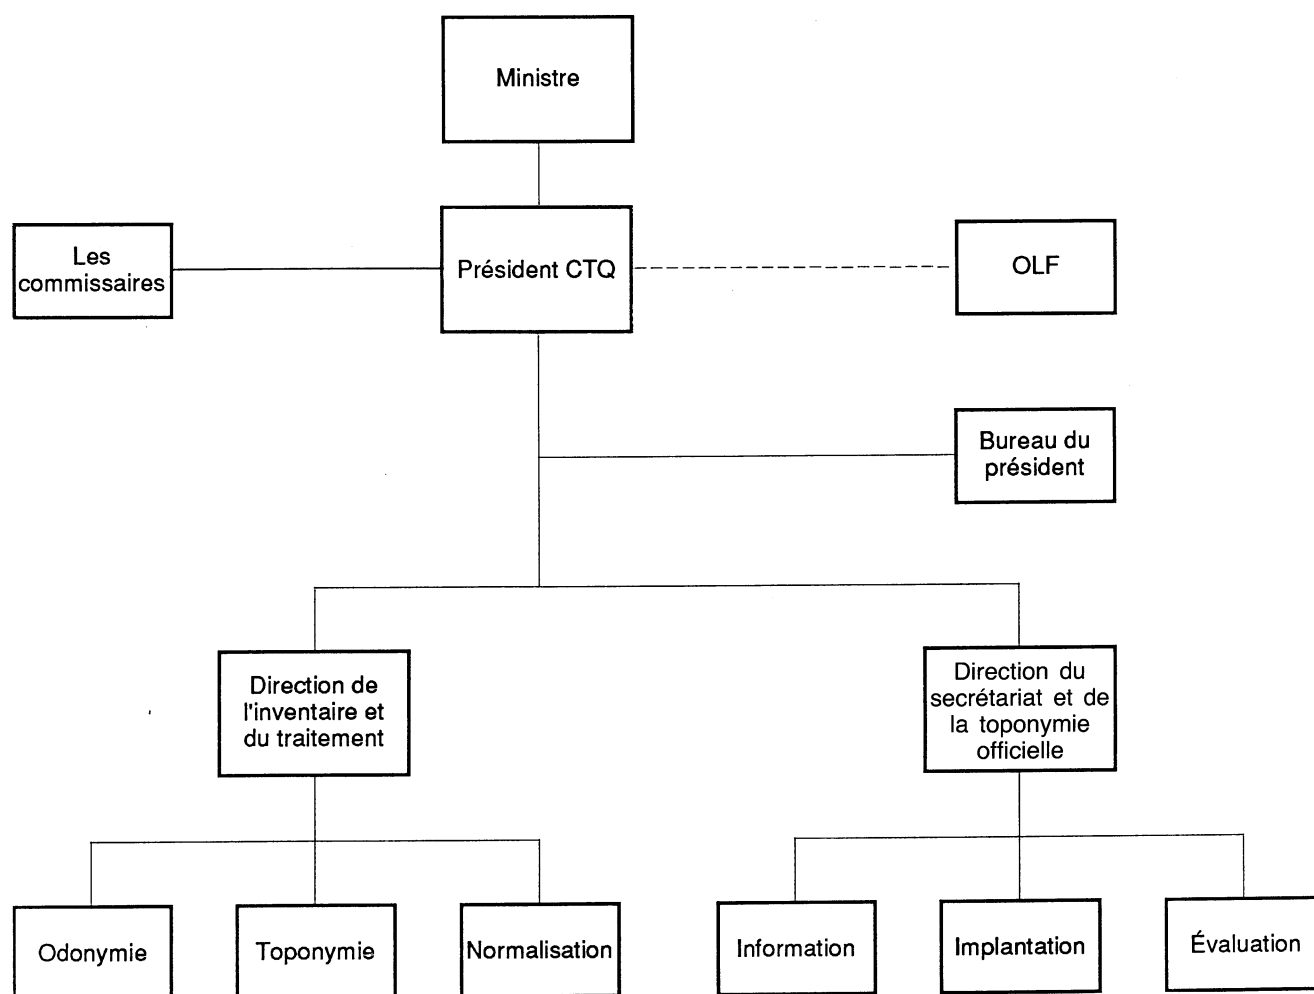 Ministre
Les
commissaires
Président CTQ
OLF
Bureau du
président
Direction de
l'inventaire et
du traitement
Direction du
secrétariat et de
la toponymie
officielle
Odonymie
Toponymie
Normalisation
Information
Implantation
Évaluation